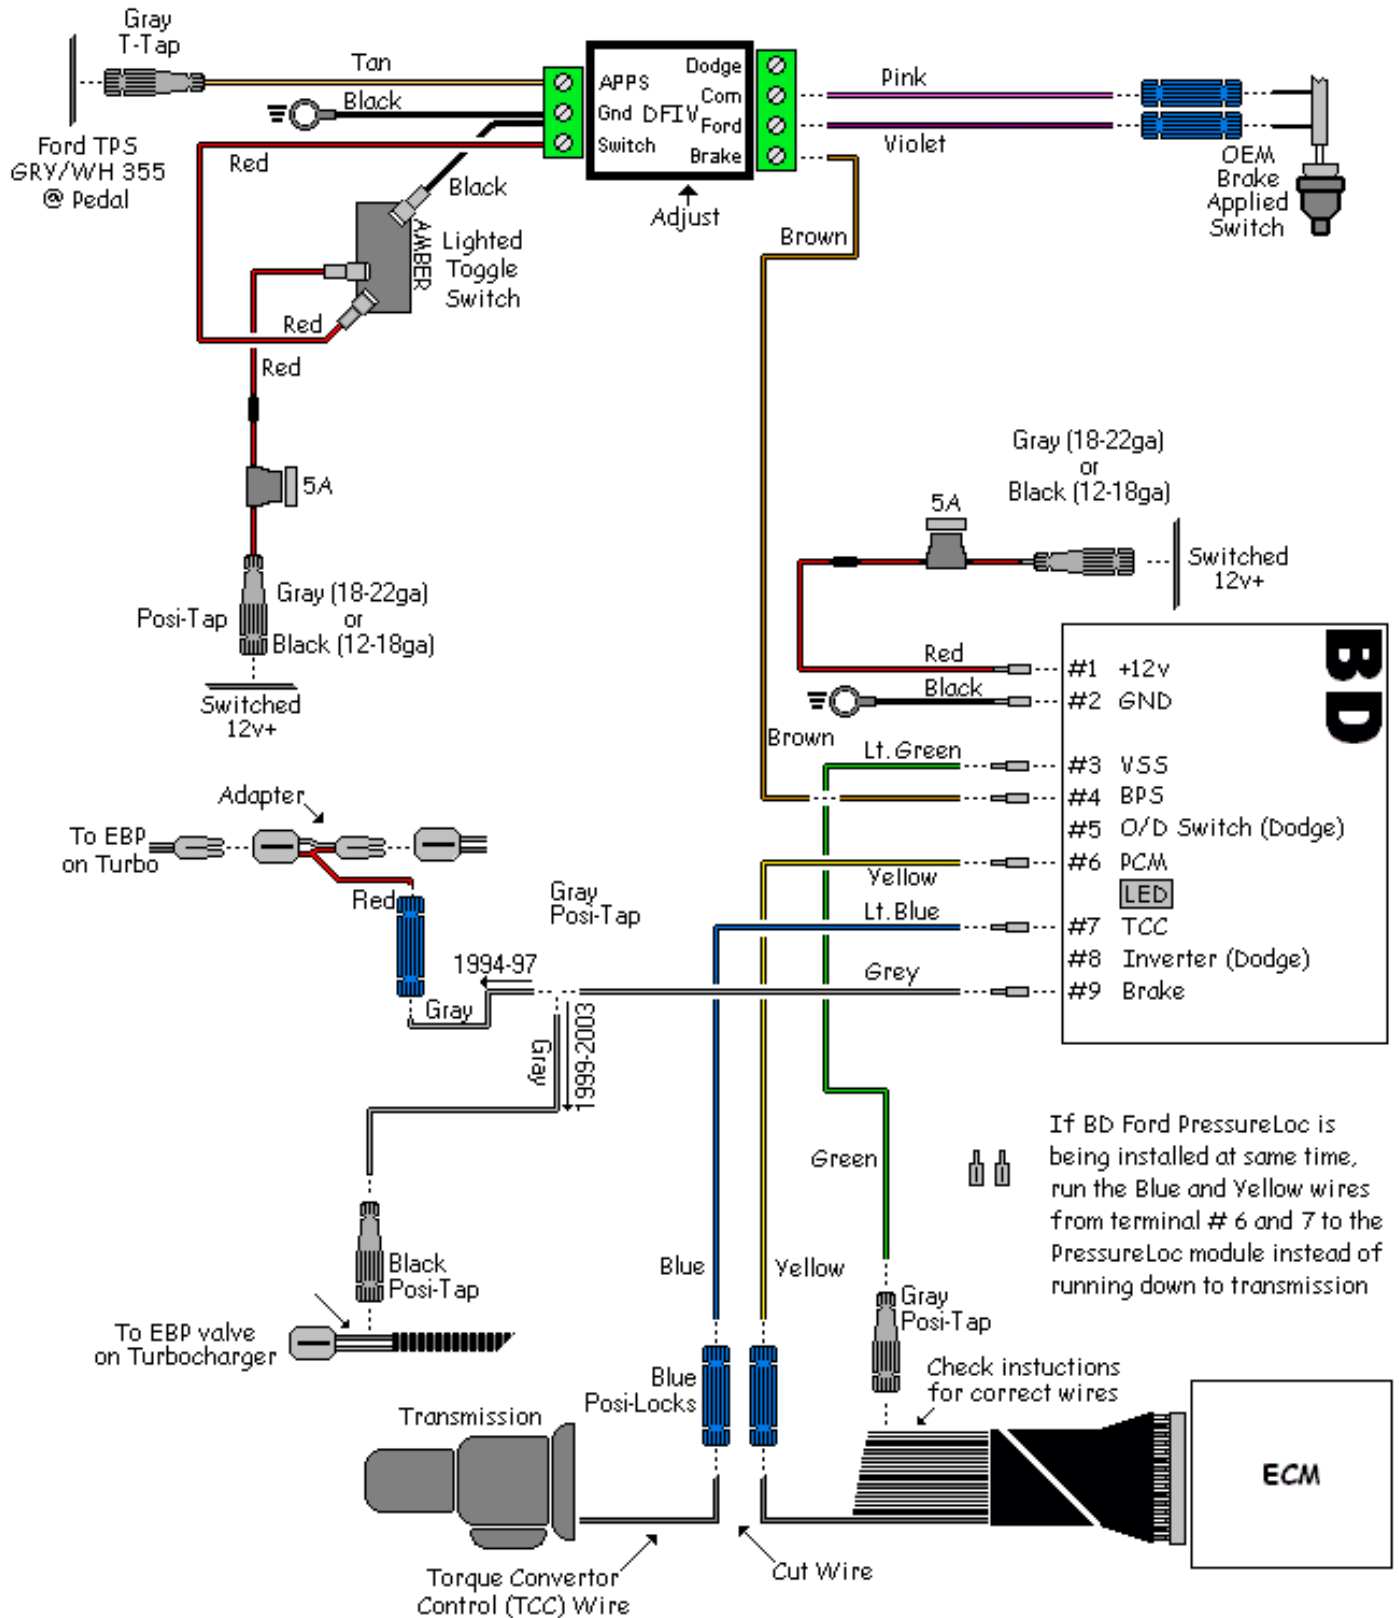 Gray
T-Tap
Tan
Black
Ford TPS
GRY/WH 355
@ Pedal
Red
APPS
Gnd
Switch
DFIV
Dodge
Com
Ford
Brake
Adjust
Pink
Violet
OEM
Brake
Applied
Switch
Black
AMBER
Lighted
Toggle
Switch
Red
Red
Brown
5A
Posi-Tap
Gray (18-22ga)
or
Black (12-18ga)
Switched
12v+
Gray (18-22ga)
or
Black (12-18ga)
5A
Switched
12v+
BD
Red
#1 +12v
Black
#2 GND
Brown
Lt. Green
#3 VSS
#4 BPS
#5 O/D Switch (Dodge)
#6 PCM
Yellow
LED
Lt. Blue
#7 TCC
#8 Inverter (Dodge)
Grey
#9 Brake
Adapter
To EBP
on Turbo
Red
Gray
Posi-Tap
1994-97
Gray
Gray
1999-2003
Black
Posi-Tap
To EBP valve
on Turbocharger
Green
If BD Ford PressureLoc is
being installed at same time,
run the Blue and Yellow wires
from terminal # 6 and 7 to the
PressureLoc module instead of
running down to transmission
Blue
Yellow
Gray
Posi-Tap
Blue
Posi-Locks
Check instuctions
for correct wires
Transmission
ECM
Cut Wire
Torque Convertor
Control (TCC) Wire